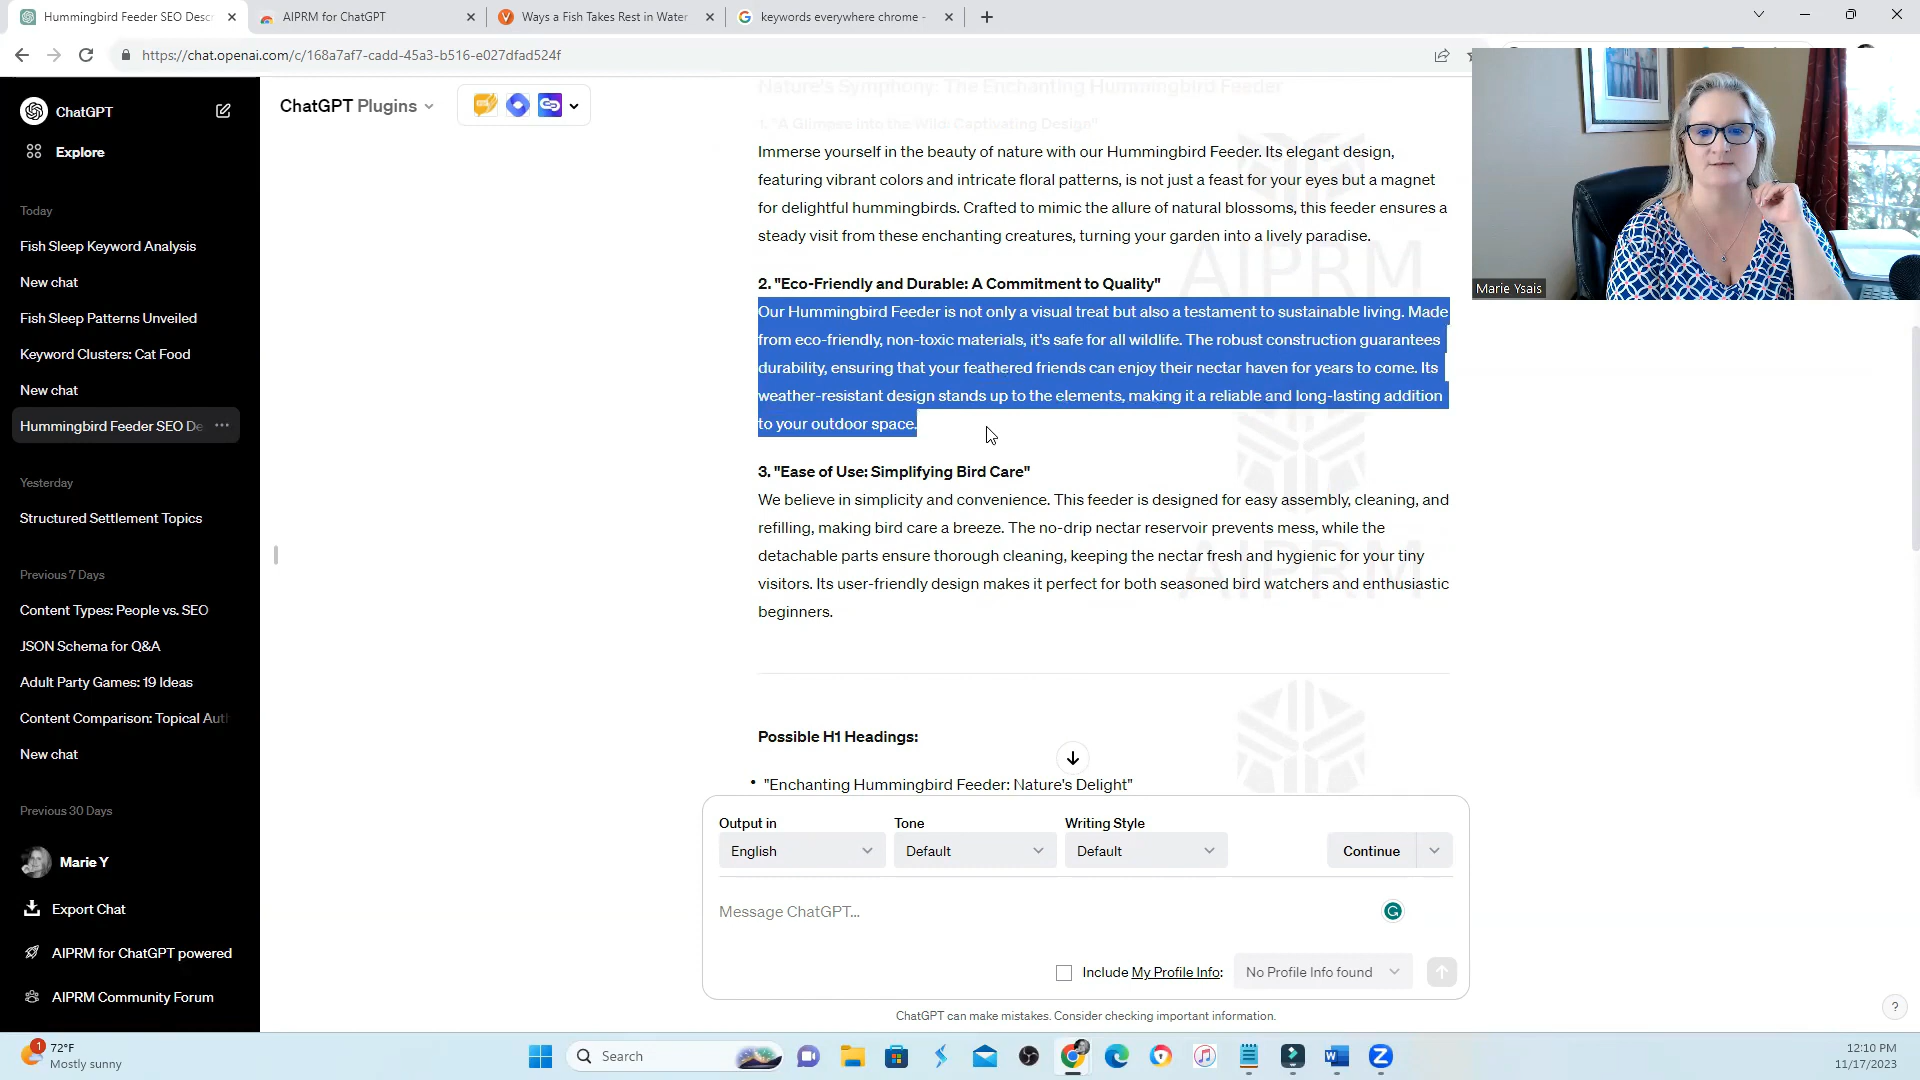 Hummingbird Feeder SEO Desc
AIPRM for ChatGPT
Ways a Fish Takes Rest in Water
keywords everywhere chrome -
https://chat.openai.com/c/168a7af7-cadd-45a3-b516-e027dfad524f
ChatGPT
Explore
Today
Fish Sleep Keyword Analysis
New chat
Fish Sleep Patterns Unveiled
Keyword Clusters: Cat Food
New chat
Hummingbird Feeder SEO De
Yesterday
Structured Settlement Topics
Previous 7 Days
Content Types: People vs. SEO
JSON Schema for Q&A
Adult Party Games: 19 Ideas
Content Comparison: Topical Auth
New chat
Previous 30 Days
Marie Y
Export Chat
AIPRM for ChatGPT powered
AIPRM Community Forum
ChatGPT Plugins
Nature's Symphony: The Enchanting Hummingbird Feeder
1. "A Glimpse into the Wild: Captivating Design"
Immerse yourself in the beauty of nature with our Hummingbird Feeder. Its elegant design,
featuring vibrant colors and intricate floral patterns, is not just a feast for your eyes but a magnet
for delightful hummingbirds. Crafted to mimic the allure of natural blossoms, this feeder ensures a
steady visit from these enchanting creatures, turning your garden into a lively paradise.
2. "Eco-Friendly and Durable: A Commitment to Quality"
Our Hummingbird Feeder is not only a visual treat but also a testament to sustainable living. Made
from eco-friendly, non-toxic materials, it's safe for all wildlife. The robust construction guarantees
durability, ensuring that your feathered friends can enjoy their nectar haven for years to come. Its
weather-resistant design stands up to the elements, making it a reliable and long-lasting addition
to your outdoor space.
3. "Ease of Use: Simplifying Bird Care"
We believe in simplicity and convenience. This feeder is designed for easy assembly, cleaning, and
refilling, making bird care a breeze. The no-drip nectar reservoir prevents mess, while the
detachable parts ensure thorough cleaning, keeping the nectar fresh and hygienic for your tiny
visitors. Its user-friendly design makes it perfect for both seasoned bird watchers and enthusiastic
beginners.
Possible H1 Headings:
• "Enchanting Hummingbird Feeder: Nature's Delight"
AIPRM
AIPRM
Output in
Tone
Writing Style
English
Default
Default
Continue
Message ChatGPT...
Include My Profile Info:
No Profile Info found
ChatGPT can make mistakes. Consider checking important information.
?
Marie Ysais
1
72°F
Mostly sunny
Search
12:10 PM
11/17/2023